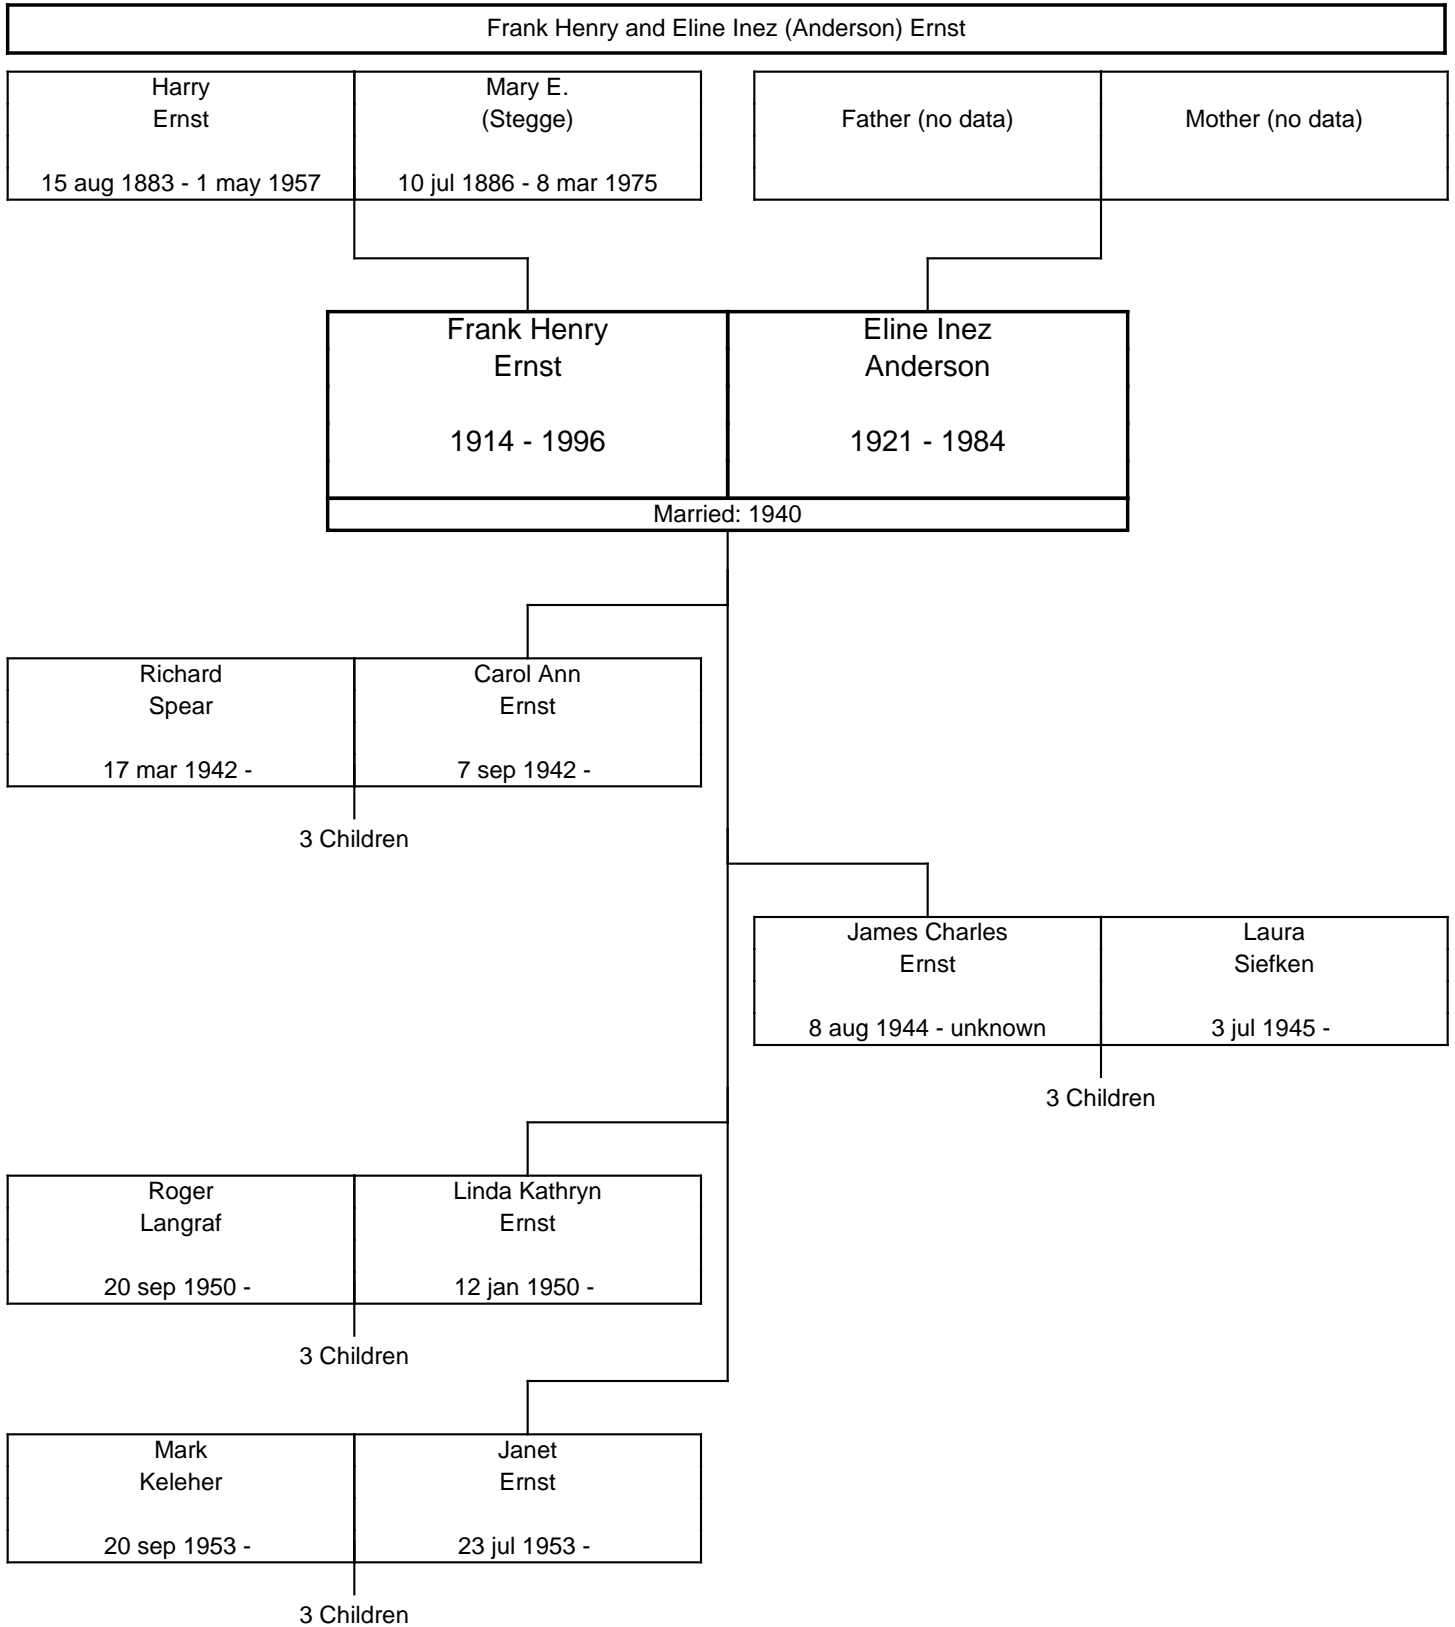 Frank Henry and Eline Inez (Anderson) Ernst
Harry
Ernst
15 aug 1883 - 1 may 1957
Mary E.
(Stegge)
10 jul 1886 - 8 mar 1975
Father (no data)
Mother (no data)
Frank Henry
Ernst
1914 - 1996
Eline Inez
Anderson
1921 - 1984
Married: 1940
Richard
Spear
17 mar 1942 -
Carol Ann
Ernst
7 sep 1942 -
3 Children
James Charles
Ernst
8 aug 1944 - unknown
Laura
Siefken
3 jul 1945 -
3 Children
Roger
Langraf
20 sep 1950 -
Linda Kathryn
Ernst
12 jan 1950 -
3 Children
Mark
Keleher
20 sep 1953 -
Janet
Ernst
23 jul 1953 -
3 Children